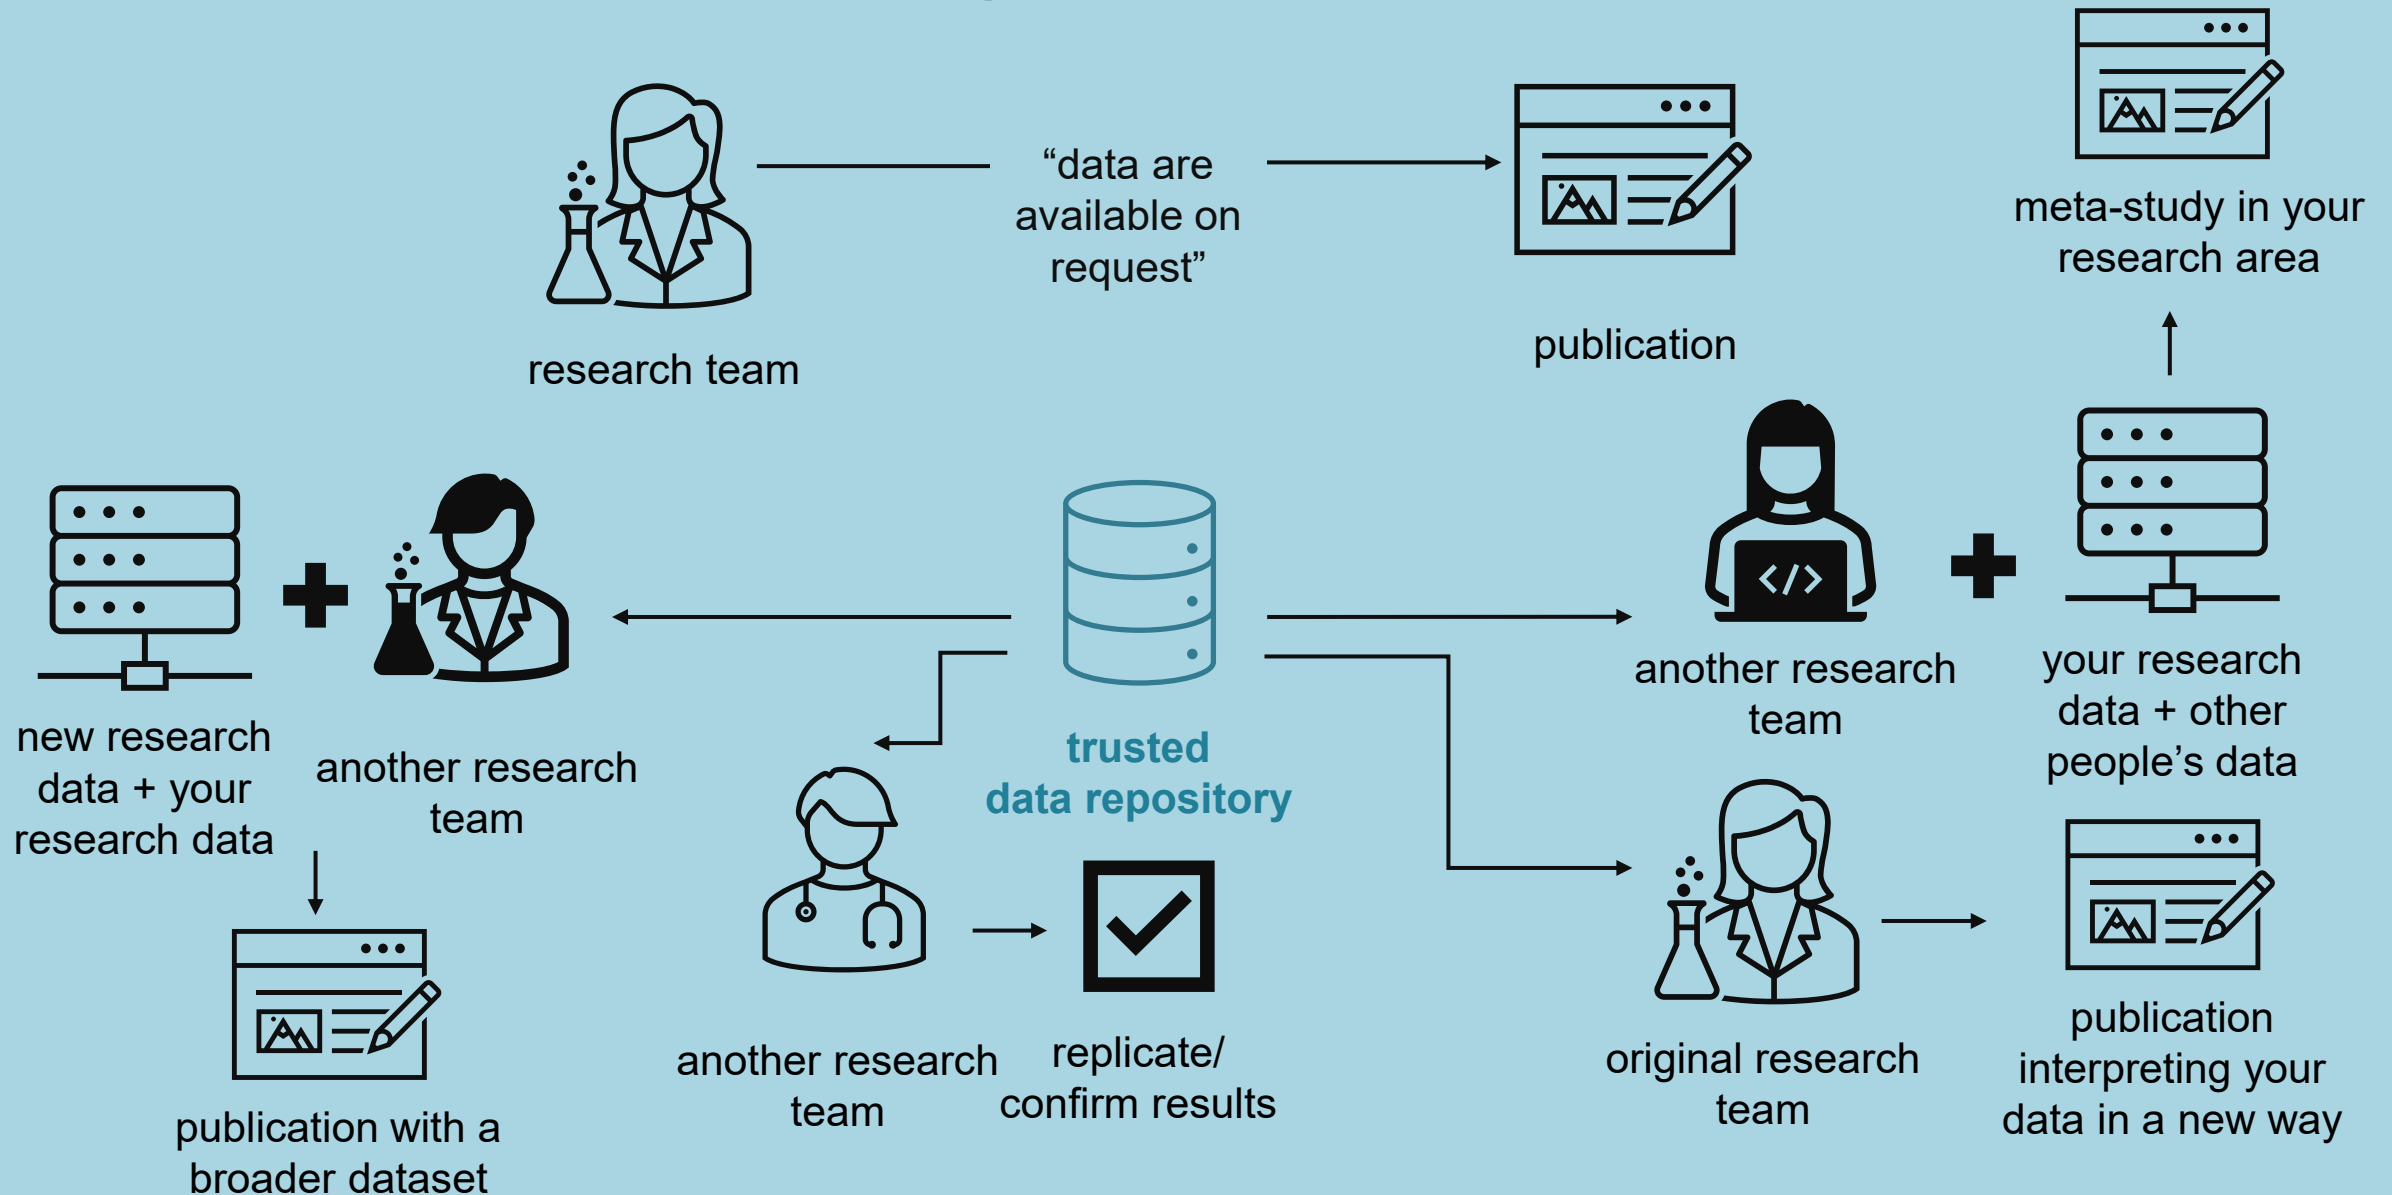 “data are
available on
request”
research team
publication
meta-study in your
research area
new research
data + your
research data
another research
team
trusted
data repository
another research
team
your research
data + other
people’s data
publication with a
broader dataset
another research
team
replicate/
confirm results
original research
team
publication
interpreting your
data in a new way